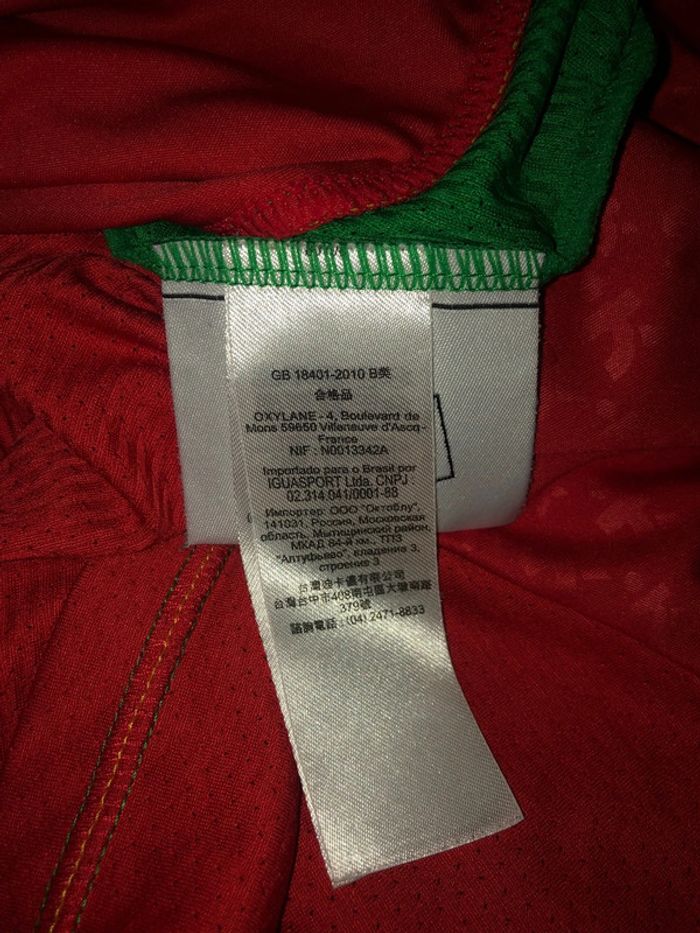 GB 18401-2010 B类
合格品
OXYLANE - 4, Boulevard de
Mons 59650 Villeneuve d'Ascq -
France
NIF : N0013342A
Importado para o Brasil por
IGUASPORT Ltda. CNPJ :
02.314.041/0001-88
Импортер: ООО "Октоблу",
141031, Россия, Московская
область, Мытищинский район,
МКАД 84-й км., ТПЗ
"Алтуфьево", владение 3,
строение 3
台灣迪卡儂有限公司
台灣台中市408南屯區大墩南路
379號
諮詢電話 : (04) 2471-8833